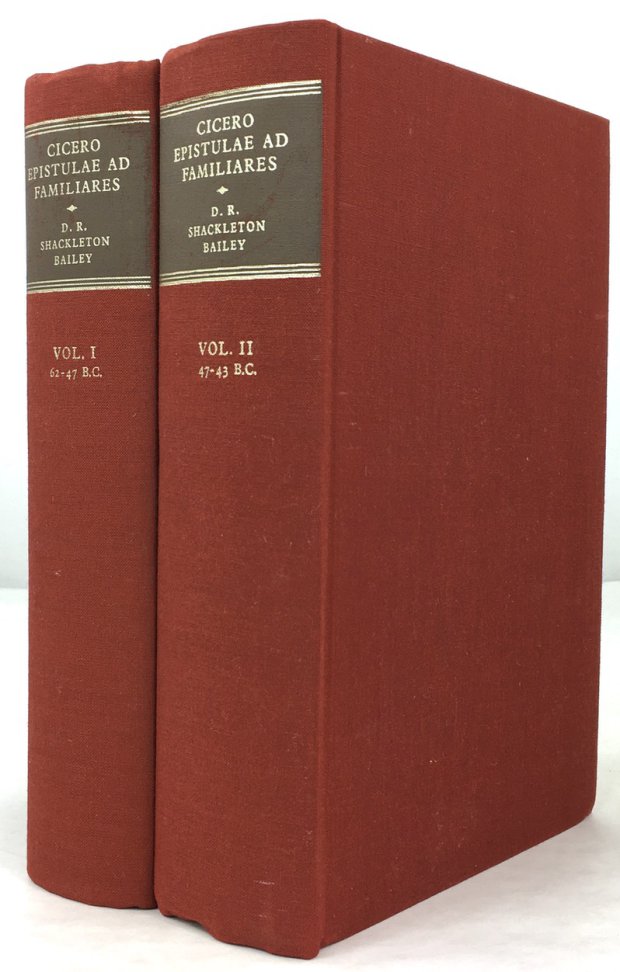 CICERO
EPISTULAE AD
FAMILIARES
D. R.
SHACKLETON
BAILEY
VOL. I
62-47 B.C.
CICERO
EPISTULAE AD
FAMILIARES
D. R.
SHACKLETON
BAILEY
VOL. II
47-43 B.C.